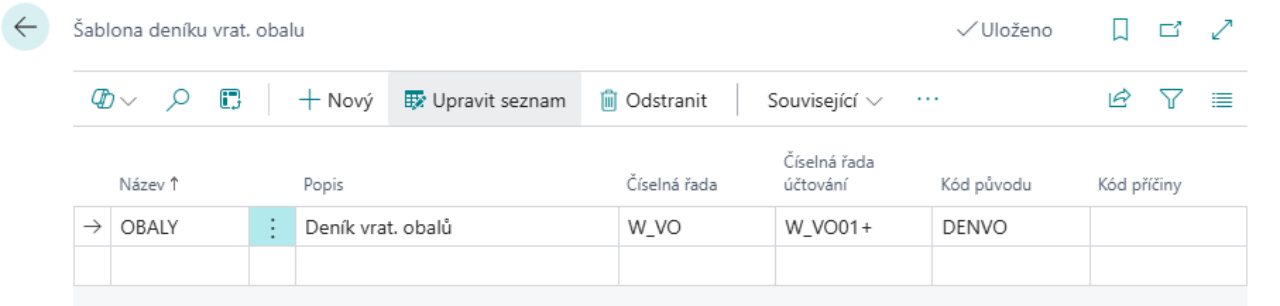 Šablona deníku vrat. obalu
Uloženo
Nový
Upravit seznam
Odstranit
Související
Název ↑
Popis
Číselná řada
Číselná řada
účtování
Kód původu
Kód příčiny
OBALY
Deník vrat. obalů
W_VO
W_VO01+
DENVO